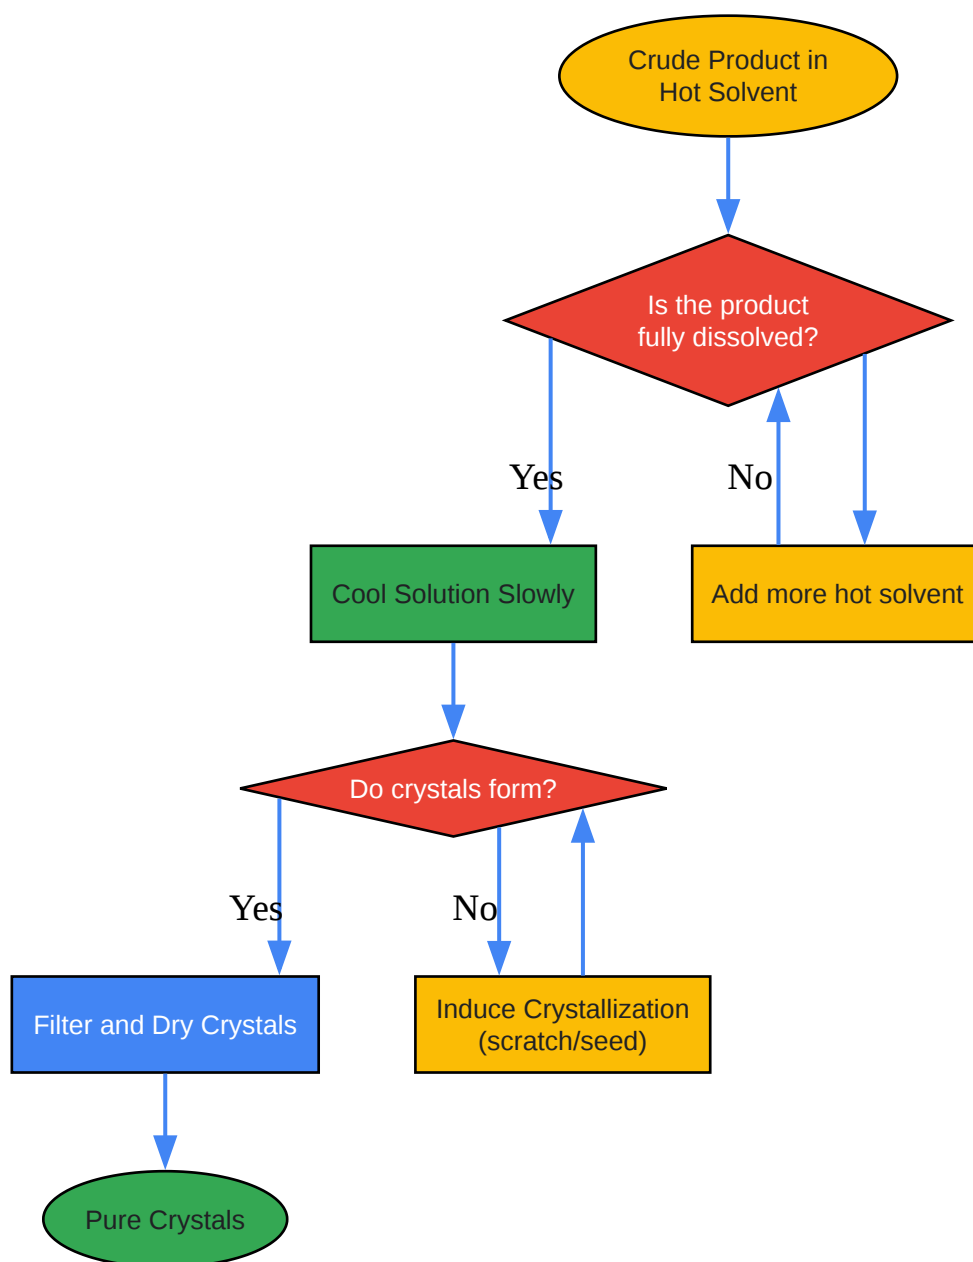 Crude Product in
Hot Solvent
Is the product
fully dissolved?
Yes
No
Cool Solution Slowly
Add more hot solvent
Do crystals form?
Yes
No
Filter and Dry Crystals
Induce Crystallization
(scratch/seed)
Pure Crystals